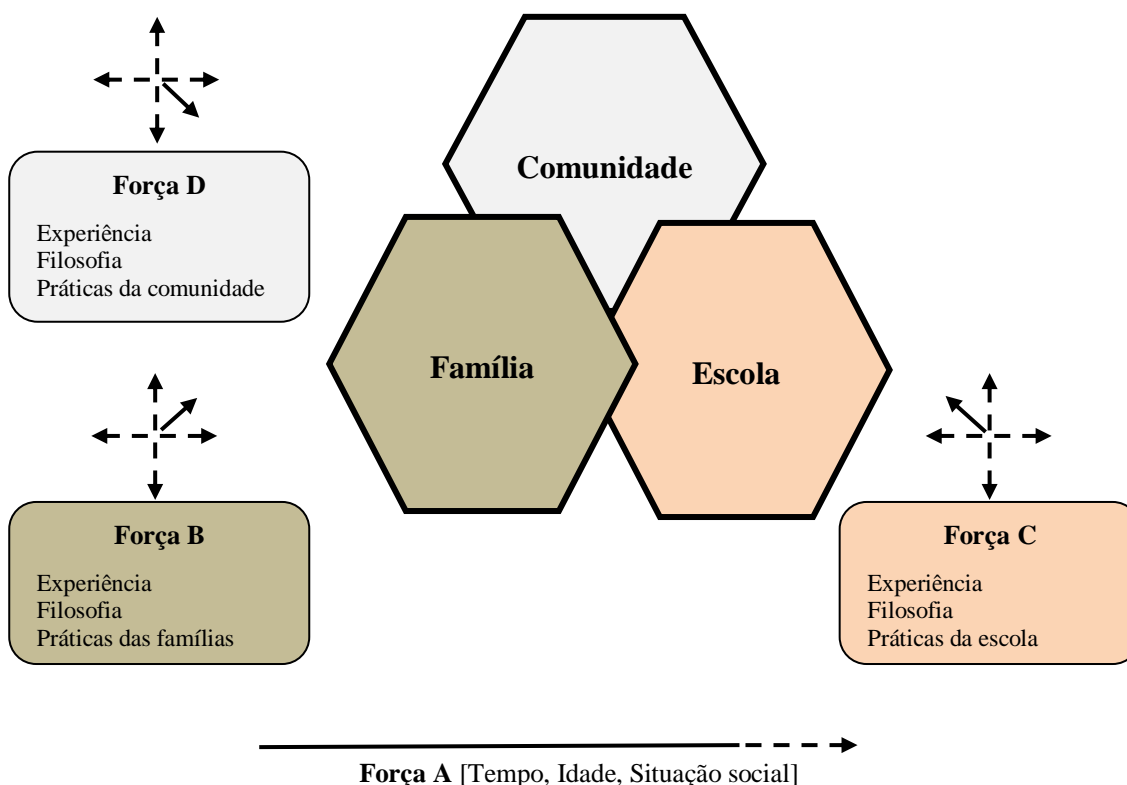 Comunidade
Força D
Experiência
Filosofia
Práticas da comunidade
Família
Escola
Força B
Experiência
Filosofia
Práticas das famílias
Força C
Experiência
Filosofia
Práticas da escola
Força A [Tempo, Idade, Situação social]